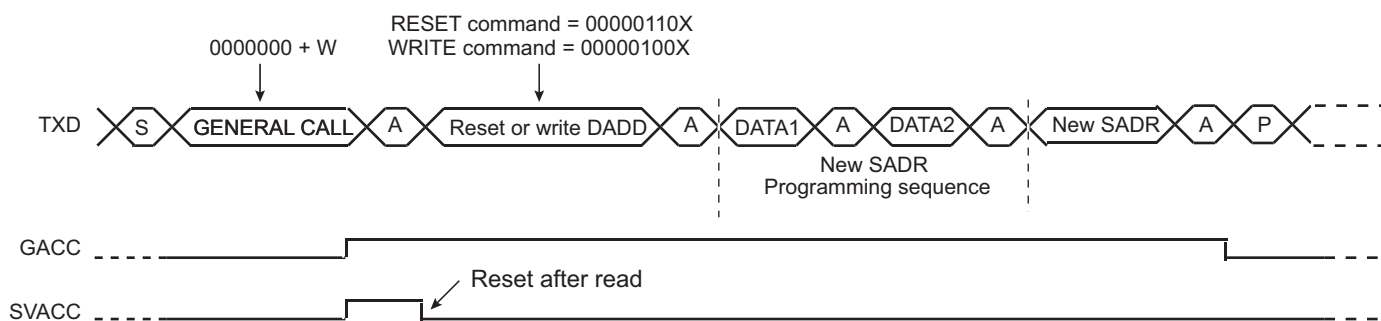 RESET command = 00000110X
0000000 + W WRITE command = 00000100X
TXD S GENERAL CALL A Reset or write DADD A DATA1 A DATA2 A New SADR A P
New SADR
Programming sequence
GACC
Reset after read
SVACC